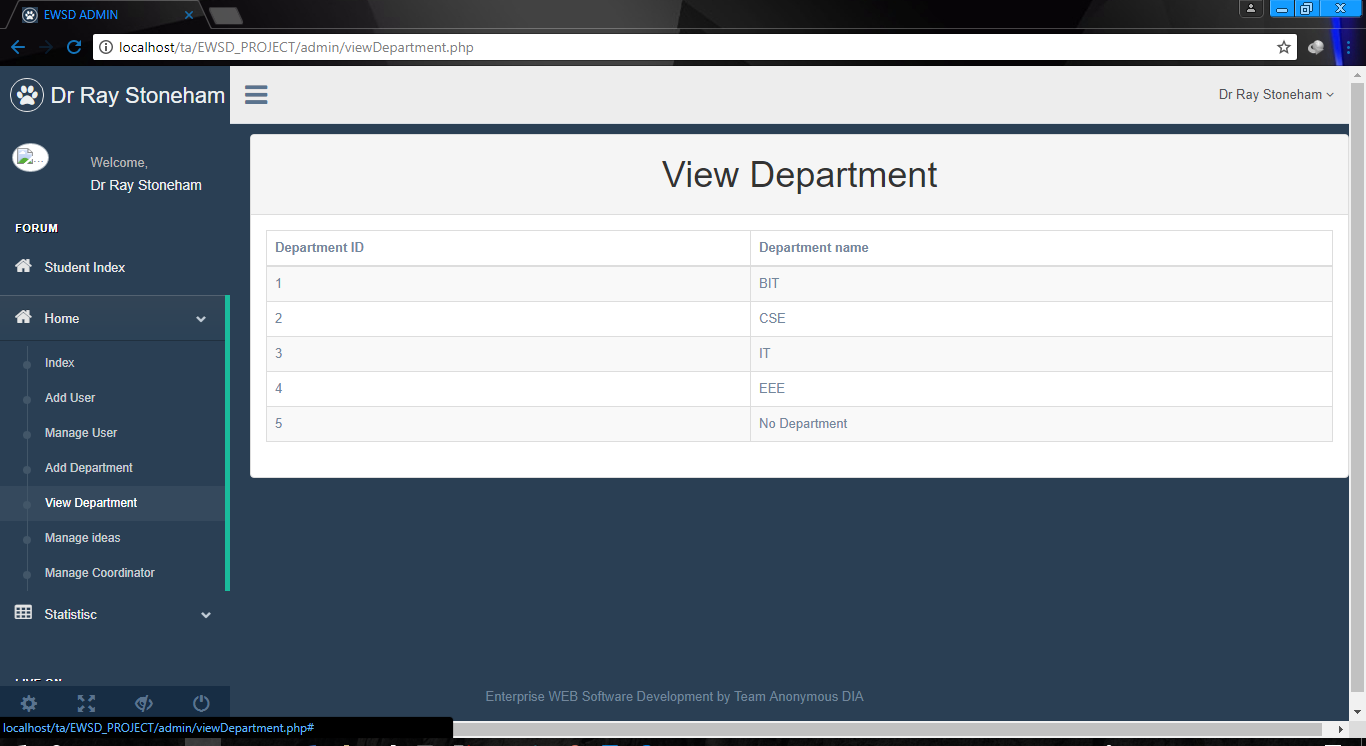 EWSD ADMIN
localhost/ta/EWSD_PROJECT/admin/viewDepartment.php
Dr Ray Stoneham
Dr Ray Stoneham
Welcome,
Dr Ray Stoneham
FORUM
Student Index
Home
Index
Add User
Manage User
Add Department
View Department
Manage ideas
Manage Coordinator
Statistisc
View Department
Department ID Department name
1 BIT
2 CSE
3 IT
4 EEE
5 No Department
Enterprise WEB Software Development by Team Anonymous DIA
localhost/ta/EWSD_PROJECT/admin/viewDepartment.php#